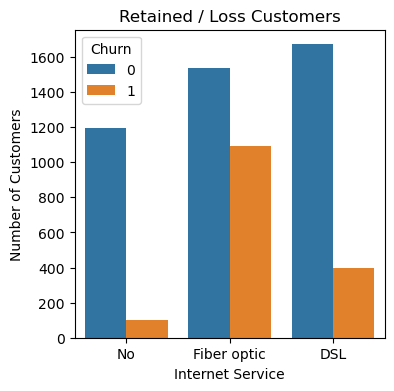 Retained / Loss Customers
Churn
0
1
1600
1400
1200
1000
800
600
400
200
0
Number of Customers
No Fiber optic DSL
Internet Service